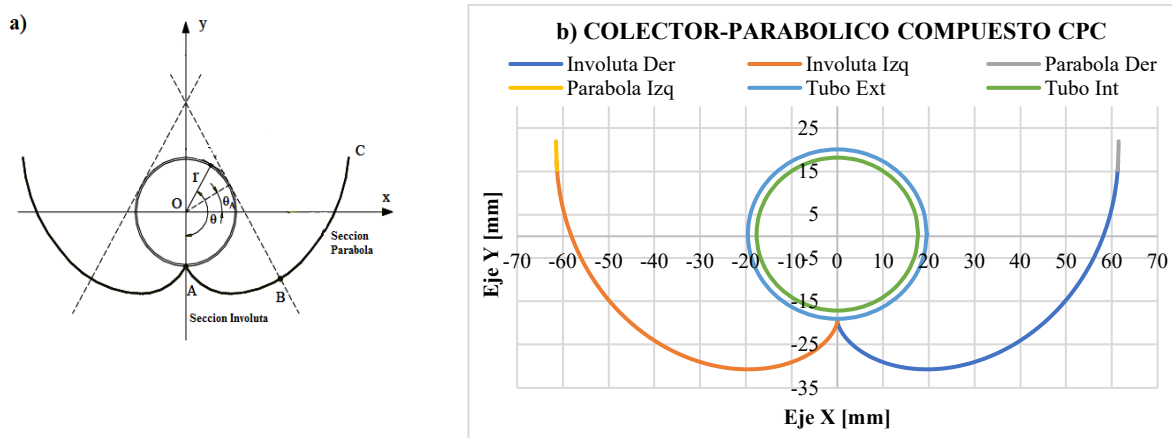 a)
y
C
r
x
O
θA
θ
Seccion
Parabola
A
B
Seccion Involuta
b) COLECTOR-PARABOLICO COMPUESTO CPC
Involuta Der
Involuta Izq
Parabola Der
Parabola Izq
Tubo Ext
Tubo Int
Eje Y [mm]
25
15
5
-5
-15
-25
-35
-70 -60 -50 -40 -30 -20 -10 0 10 20 30 40 50 60 70
Eje X [mm]